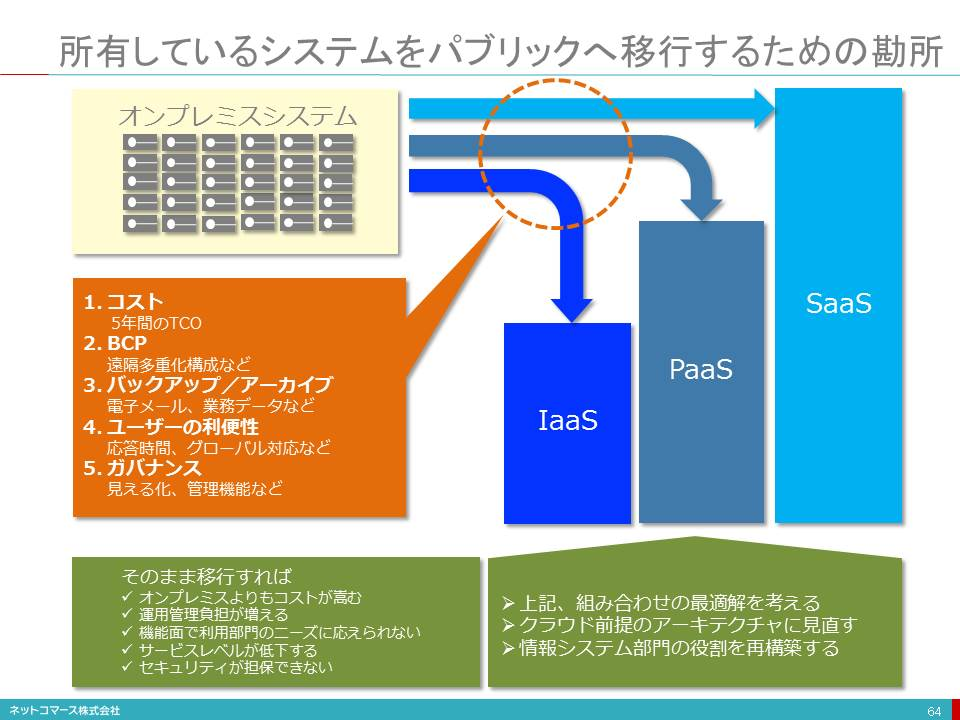 所有しているシステムをパブリックへ移行するための勘所
オンプレミスシステム
1. コスト
5年間のTCO
2. BCP
遠隔多重化構成など
3. バックアップ／アーカイブ
電子メール、業務データなど
4. ユーザーの利便性
応答時間、グローバル対応など
5. ガバナンス
見える化、管理機能など
IaaS
PaaS
SaaS
そのまま移行すれば
✓ オンプレミスよりもコストが嵩む
✓ 運用管理負担が増える
✓ 機能面で利用部門のニーズに応えられない
✓ サービスレベルが低下する
✓ セキュリティが担保できない
➢ 上記、組み合わせの最適解を考える
➢ クラウド前提のアーキテクチャに見直す
➢ 情報システム部門の役割を再構築する
ネットコマース株式会社
64